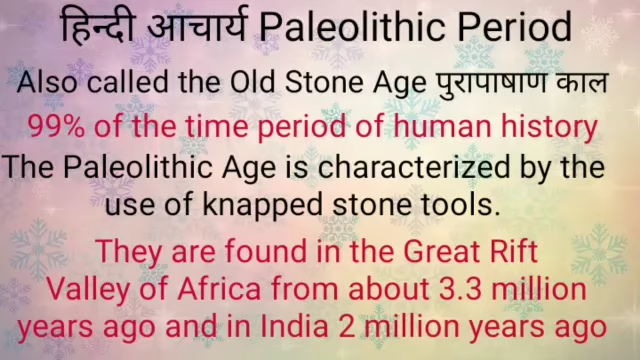 हिन्दी आचार्य Paleolithic Period
Also called the Old Stone Age पुरापाषाण काल
99% of the time period of human history
The Paleolithic Age is characterized by the
use of knapped stone tools.
They are found in the Great Rift
Valley of Africa from about 3.3 million
years ago and in India 2 million years ago